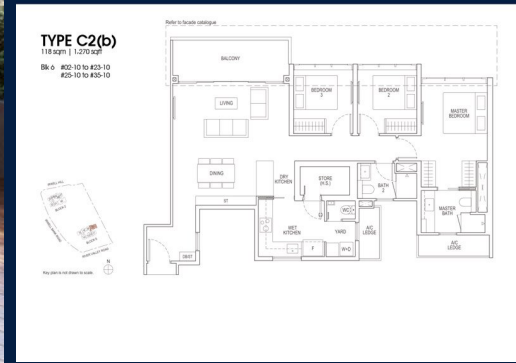 Refer to facade catalogue
TYPE C2(b)
118 sqm | 1,270 sqft
Blk 6 #02-10 to #23-10
#25-10 to #35-10
BALCONY
LIVING
BEDROOM
3
BEDROOM
2
MASTER
BEDROOM
DINING
DRY
KITCHEN
STORE
(H.S.)
BATH
2
ST
WC
MASTER
BATH
WET
KITCHEN
YARD
A/C
LEDGE
A/C
LEDGE
DB/ST
F
W+D
N
Key plan is not drawn to scale.